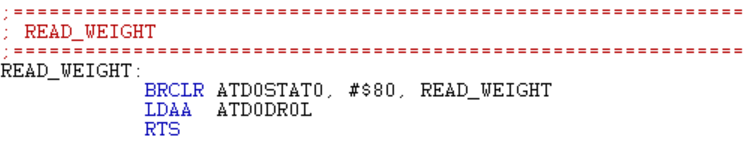 ;==============================================================
; READ_WEIGHT
;==============================================================
READ_WEIGHT:
BRCLR ATD0STAT0, #$80, READ_WEIGHT
LDAA ATD0DR0L
RTS